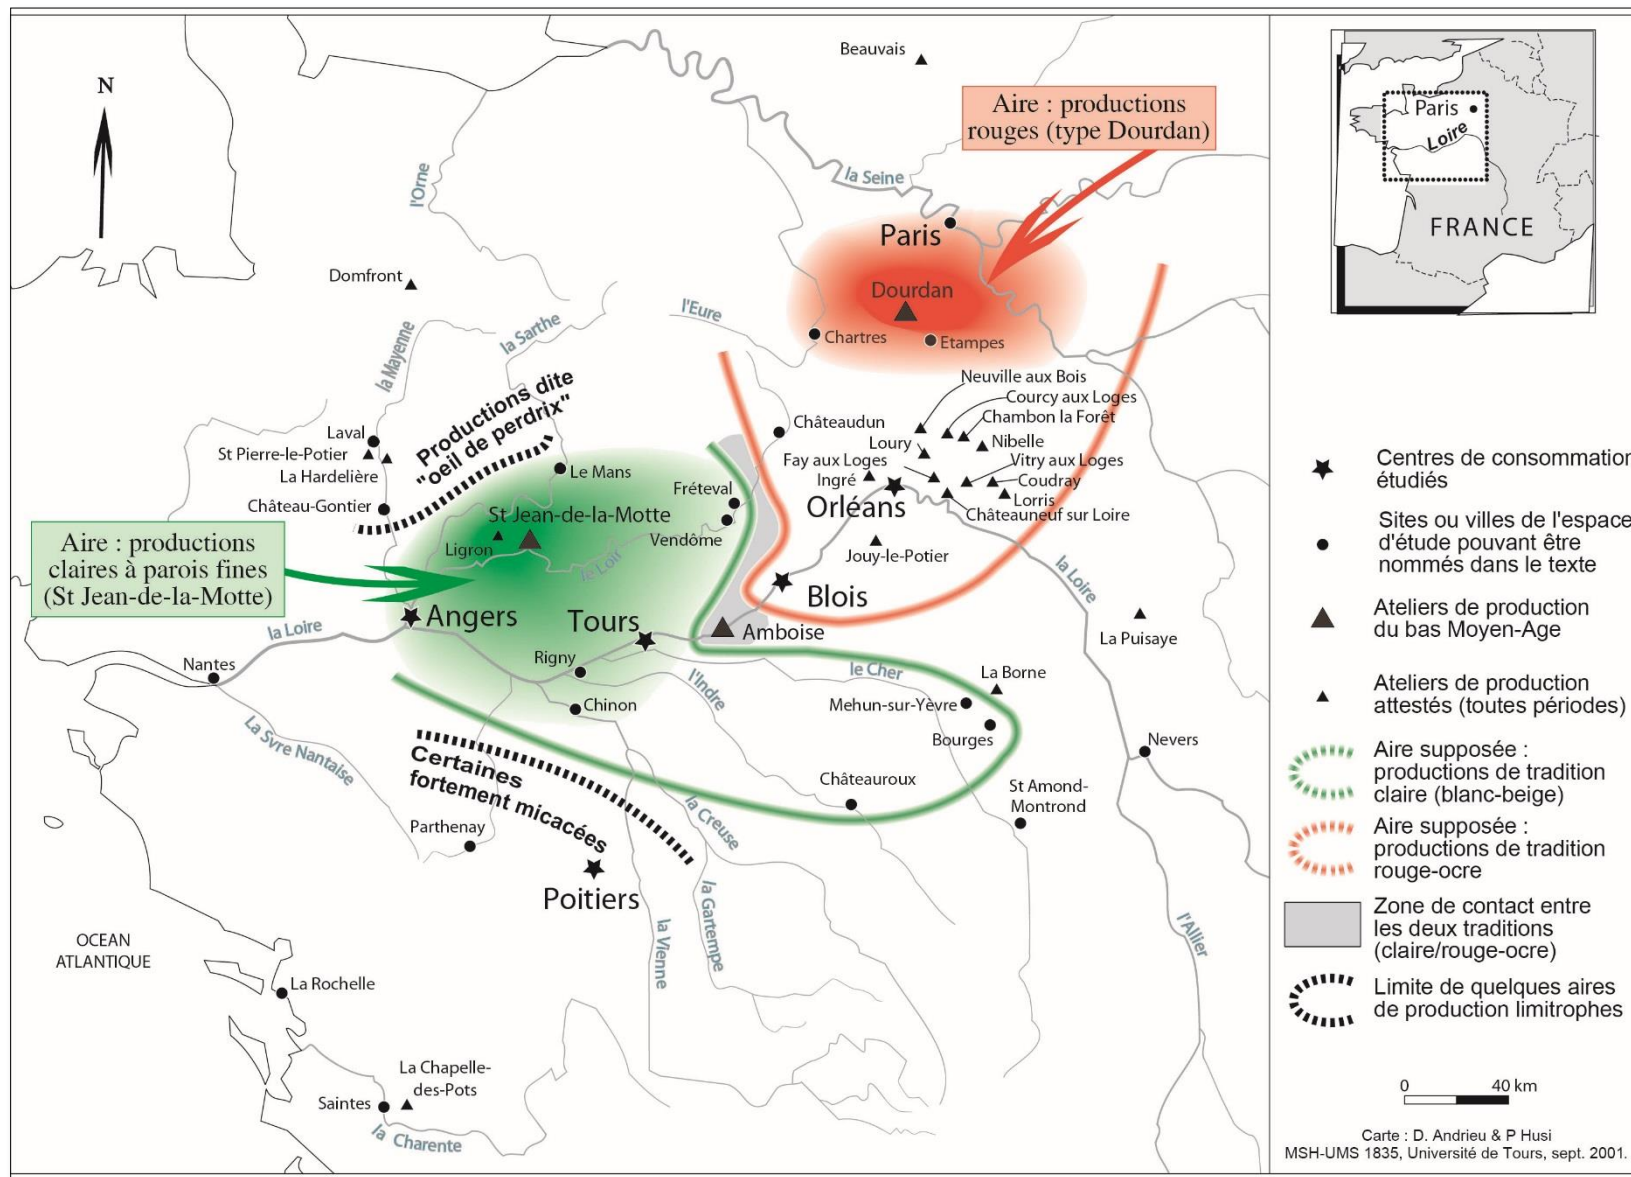 N
Beauvais
Aire : productions
rouges (type Dourdan)
la Seine
l'Orne
Paris
Domfront
Dourdan
l'Eure
la Sarthe
Chartres
Etampes
la Mayenne
Productions dite
"oeil de perdrix"
Neuville aux Bois
Courcy aux Loges
Chambon la Forêt
Châteaudun
Laval
Loury
Nibelle
St Pierre-le-Potier
Fay aux Loges
Vitry aux Loges
La Hardelière
Le Mans
Ingré
Coudray
Fréteval
Lorris
Château-Gontier
Orléans
Châteauneuf sur Loire
St Jean-de-la-Motte
Vendôme
Ligron
Jouy-le-Potier
le Loir
la Loire
Aire : productions
claires à parois fines
(St Jean-de-la-Motte)
Blois
Angers
Tours
Amboise
la Loire
La Puisaye
Nantes
Rigny
l'Indre
le Cher
La Borne
Chinon
Mehun-sur-Yèvre
Bourges
La Svre Nantaise
Nevers
Certaines
fortement micacées
Châteauroux
St Amond-
Montrond
la Creuse
Parthenay
Poitiers
la Gartempe
la Vienne
l'Allier
OCEAN
ATLANTIQUE
La Rochelle
La Chapelle-
des-Pots
Saintes
la Charente
Paris
Loire
FRANCE
Centres de consommation
étudiés
Sites ou villes de l'espace
d'étude pouvant être
nommés dans le texte
Ateliers de production
du bas Moyen-Age
Ateliers de production
attestés (toutes périodes)
Aire supposée :
productions de tradition
claire (blanc-beige)
Aire supposée :
productions de tradition
rouge-ocre
Zone de contact entre
les deux traditions
(claire/rouge-ocre)
Limite de quelques aires
de production limitrophes
0 40 km
Carte : D. Andrieu & P Husi
MSH-UMS 1835, Université de Tours, sept. 2001.